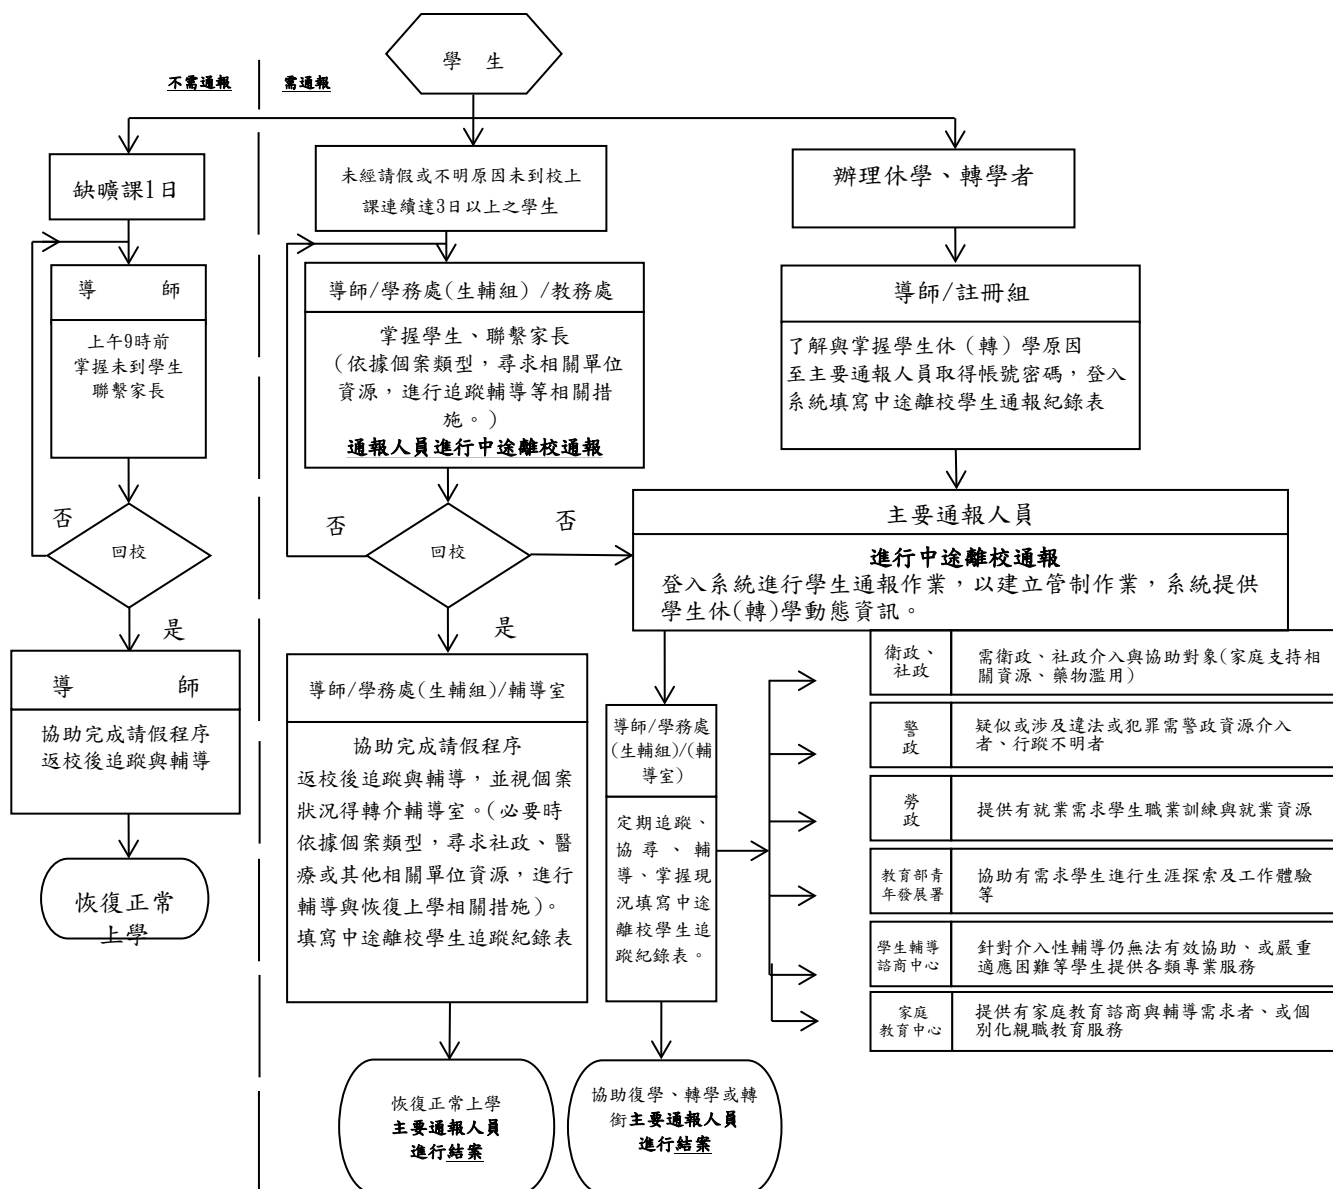 學 生
不需通報
需通報
缺曠課1日
導 師
上午9時前
掌握未到學生
聯繫家長
否
回校
是
導 師
協助完成請假程序
返校後追蹤與輔導
恢復正常
上學
未經請假或不明原因未到校上
課連續達3日以上之學生
導師/學務處(生輔組) /教務處
掌握學生、聯繫家長
(依據個案類型，尋求相關單位
資源，進行追蹤輔導等相關措
施。)
通報人員進行中途離校通報
否
回校
否
是
導師/學務處(生輔組)/輔導室
協助完成請假程序
返校後追蹤與輔導，並視個案
狀況得轉介輔導室。(必要時
依據個案類型，尋求社政、醫
療或其他相關單位資源，進行
輔導與恢復上學相關措施)。
填寫中途離校學生追蹤紀錄表
恢復正常上學
主要通報人員
進行結案
辦理休學、轉學者
導師/註冊組
了解與掌握學生休（轉）學原因
至主要通報人員取得帳號密碼，登入
系統填寫中途離校學生通報紀錄表
主要通報人員
進行中途離校通報
登入系統進行學生通報作業，以建立管制作業，系統提供
學生休(轉)學動態資訊。
導師/學務處
(生輔組)/(輔
導室)
定期追蹤、
協尋、輔
導、掌握現
況填寫中途
離校學生追
蹤紀錄表。
協助復學、轉學或轉
銜主要通報人員
進行結案
衛政、
社政
需衛政、社政介入與協助對象(家庭支持相
關資源、藥物濫用)
警
政
疑似或涉及違法或犯罪需警政資源介入
者、行蹤不明者
勞
政
提供有就業需求學生職業訓練與就業資源
教育部青
年發展署
協助有需求學生進行生涯探索及工作體驗
等
學生輔導
諮商中心
針對介入性輔導仍無法有效協助、或嚴重
適應困難等學生提供各類專業服務
家庭
教育中心
提供有家庭教育諮商與輔導需求者、或個
別化親職教育服務